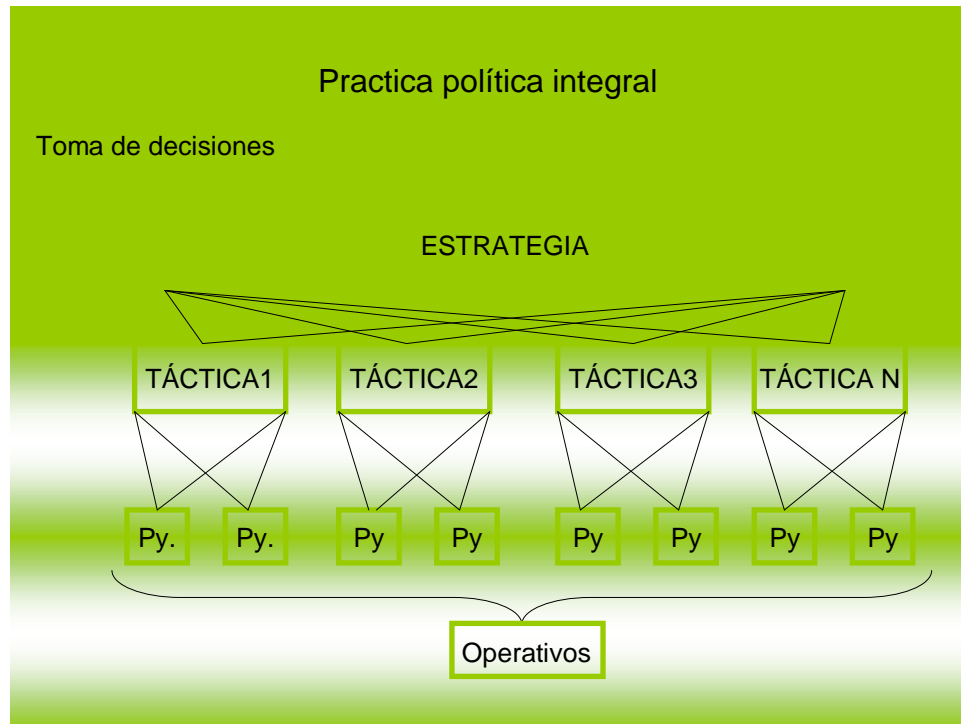 Practica política integral
Toma de decisiones
ESTRATEGIA
TÁCTICA1 TÁCTICA2 TÁCTICA3 TÁCTICA N
Py. Py. Py Py Py Py Py Py
Operativos